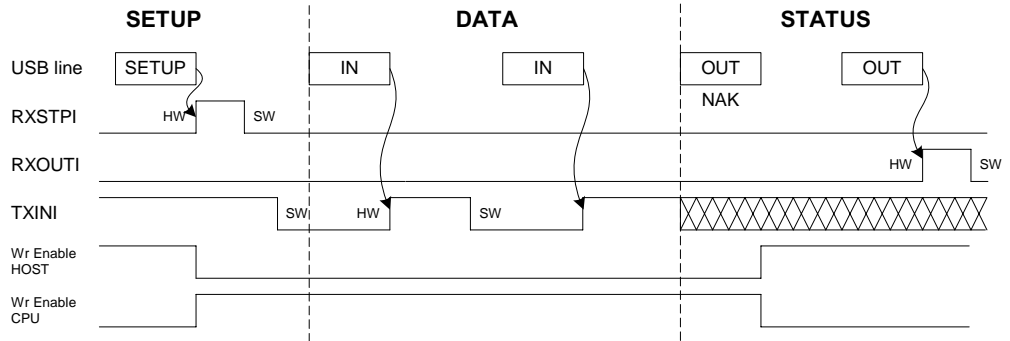 SETUP DATA STATUS
USB line SETUP IN IN OUT OUT
NAK
RXSTPI HW SW
RXOUTI HW SW
TXINI SW HW SW
Wr Enable
HOST
Wr Enable
CPU